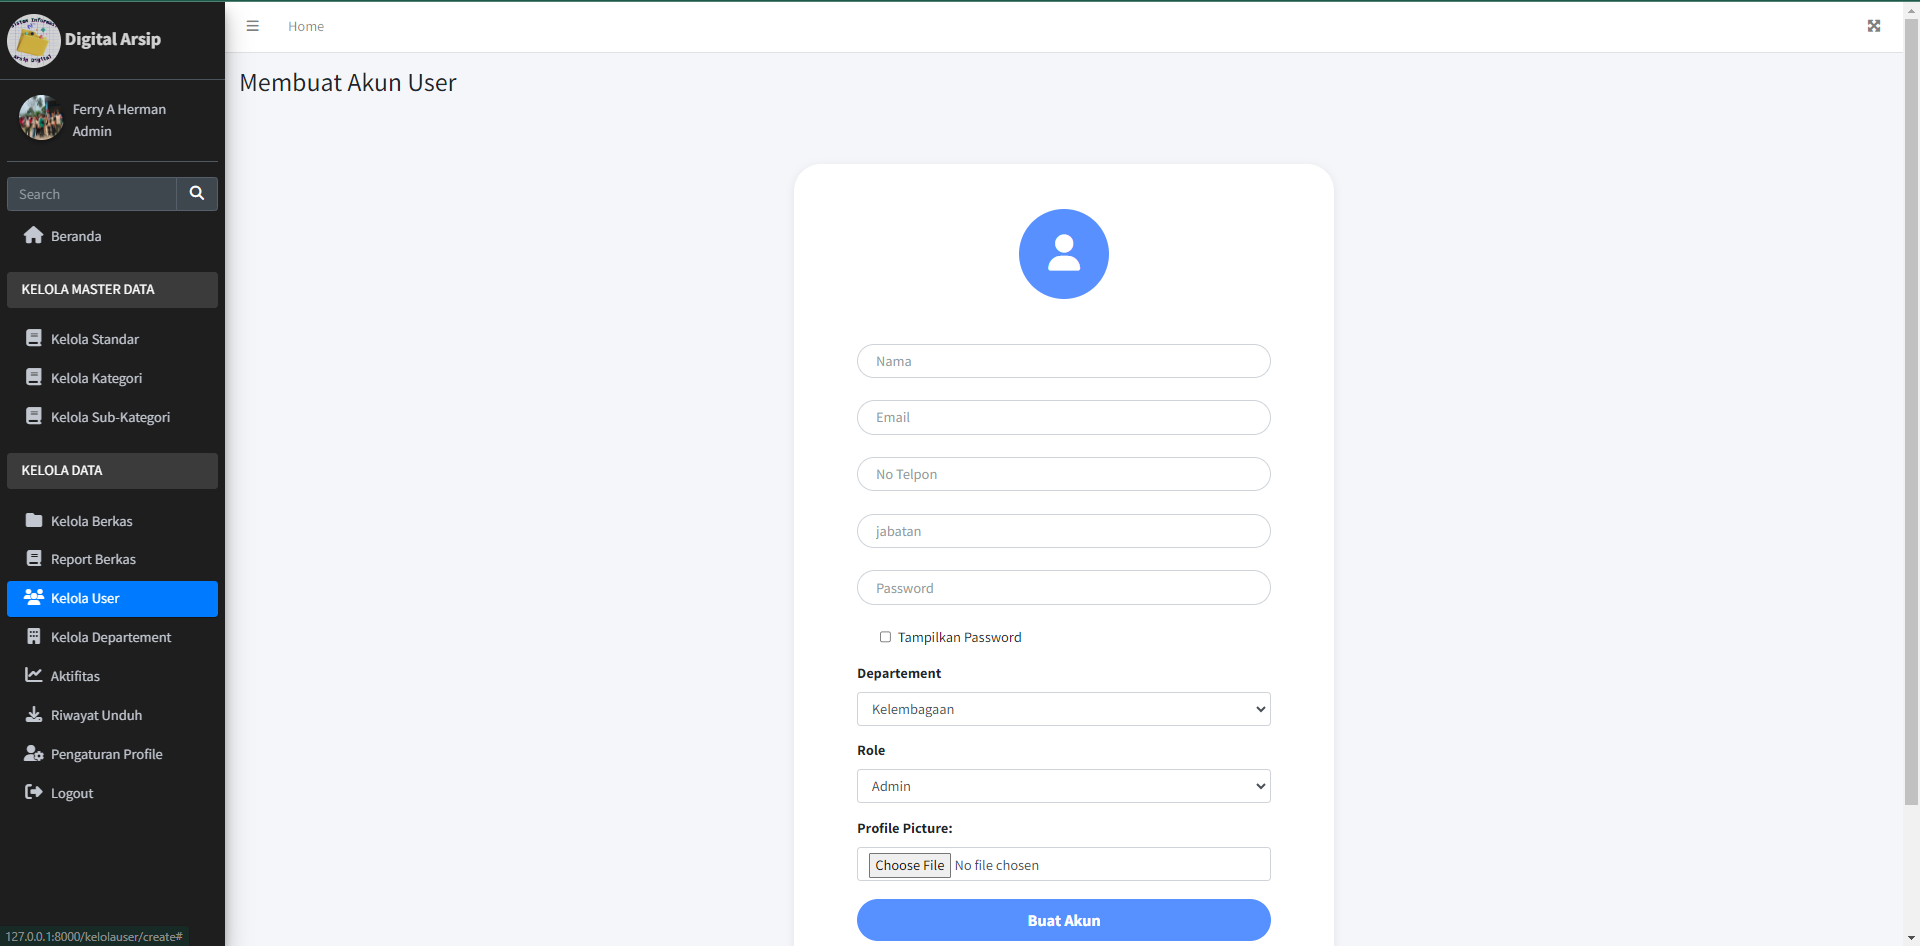 Sistem Informasi
Arsip Digital
Digital Arsip
Ferry A Herman
Admin
Search
Beranda
KELOLA MASTER DATA
Kelola Standar
Kelola Kategori
Kelola Sub-Kategori
KELOLA DATA
Kelola Berkas
Report Berkas
Kelola User
Kelola Departement
Aktifitas
Riwayat Unduh
Pengaturan Profile
Logout
127.0.0.1:8000/kelolauser/create#
Home
Membuat Akun User
Nama
Email
No Telpon
jabatan
Password
Tampilkan Password
Departement
Kelembagaan
Role
Admin
Profile Picture:
Choose File No file chosen
Buat Akun